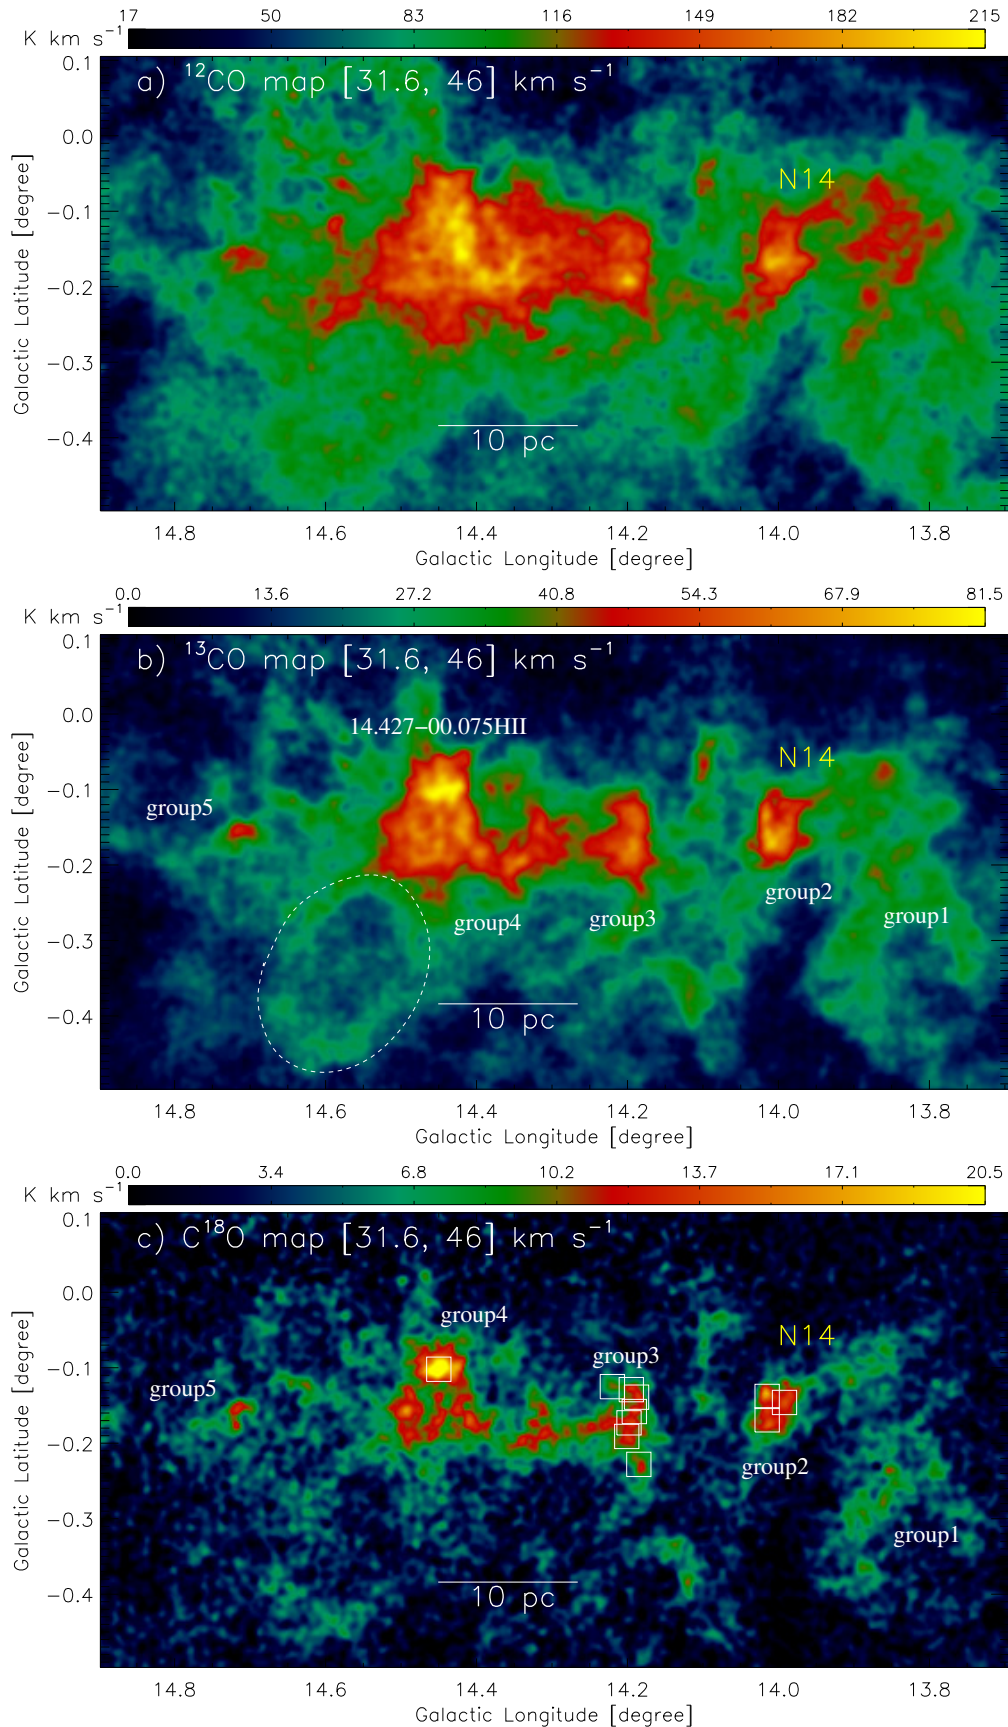 17 50 83 116 149 182 215
K km s⁻¹
a) ¹²CO map [31.6, 46] km s⁻¹
N14
10 pc
0.1
0.0
−0.1
−0.2
−0.3
−0.4
Galactic Latitude [degree]
14.8 14.6 14.4 14.2 14.0 13.8
Galactic Longitude [degree]
0.0 13.6 27.2 40.8 54.3 67.9 81.5
K km s⁻¹
b) ¹³CO map [31.6, 46] km s⁻¹
14.427−00.075HII
N14
group5
group4
group3
group2
group1
10 pc
0.1
0.0
−0.1
−0.2
−0.3
−0.4
Galactic Latitude [degree]
14.8 14.6 14.4 14.2 14.0 13.8
Galactic Longitude [degree]
0.0 3.4 6.8 10.2 13.7 17.1 20.5
K km s⁻¹
c) C¹⁸O map [31.6, 46] km s⁻¹
group4
N14
group3
group5
group2
group1
10 pc
0.1
0.0
−0.1
−0.2
−0.3
−0.4
Galactic Latitude [degree]
14.8 14.6 14.4 14.2 14.0 13.8
Galactic Longitude [degree]